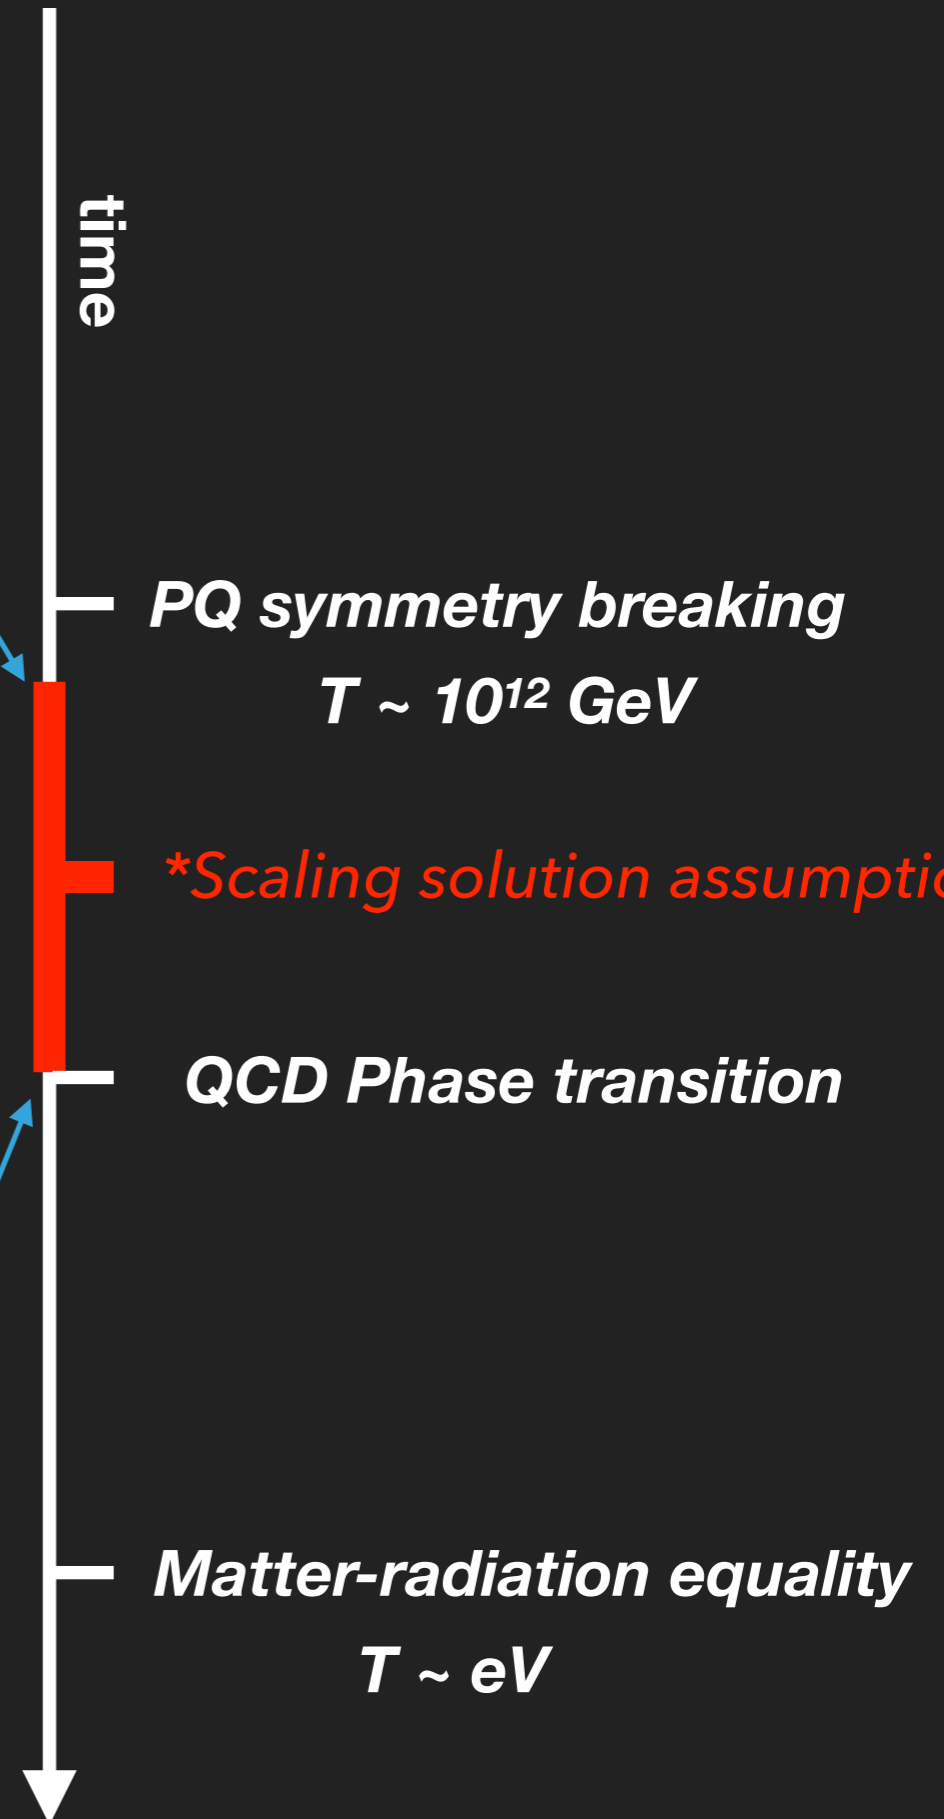 time
PQ symmetry breaking
T ~ 10¹² GeV
*Scaling solution
QCD Phase transition
Matter-radiation equality
T ~ eV